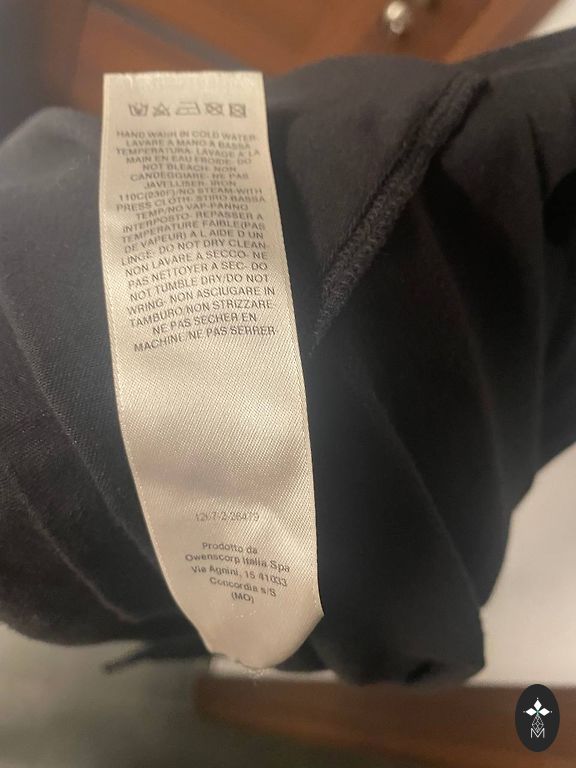 HAND WASH IN COLD WATER-
LAVARE A MANO A BASSA
TEMPERATURA- LAVAGE A LA
MAIN EN EAU FROIDE- DO
NOT BLEACH- NON
CANDEGGIARE- NE PAS
JAVELLISER- IRON
110C(230F)/NO STEAM-WITH
PRESS CLOTH- STIRO BASSA
TEMP/NO VAP-PANNO
INTERPOSTO- REPASSER A
TEMPERATURE FAIBLE(PAS
DE VAPEUR) A L AIDE D UN
LINGE- DO NOT DRY CLEAN-
NON LAVARE A SECCO- NE
PAS NETTOYER A SEC- DO
NOT TUMBLE DRY/DO NOT
WRING- NON ASCIUGARE IN
TAMBURO/NON STRIZZARE-
NE PAS SECHER EN
MACHINE/NE PAS SERRER-
Prodotto da
Owenscorp Italia Spa
Via Agnini, 15 41033
Concordia s/S
(MO)
M